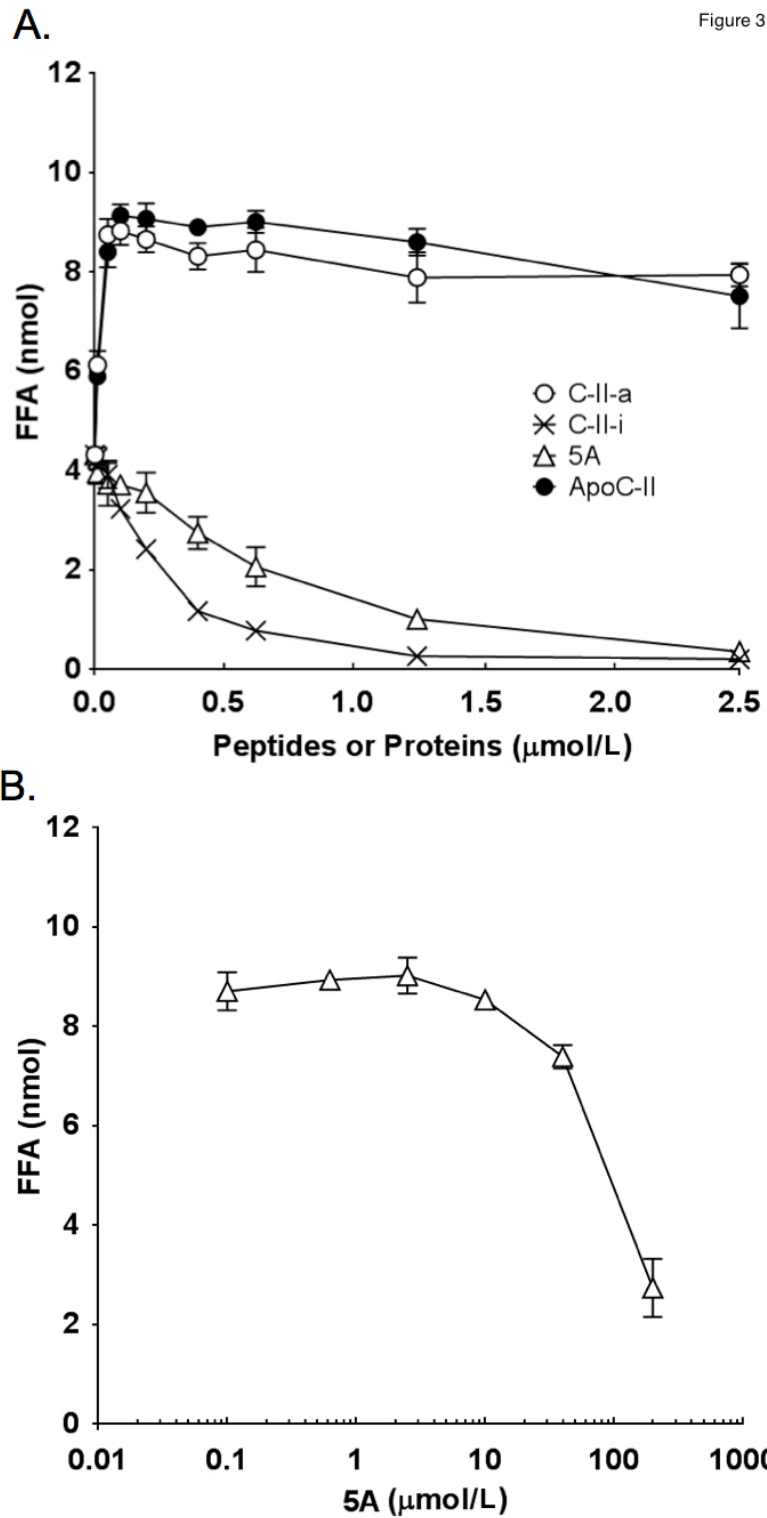 A.
Figure 3
12
10
8
6
4
2
0
FFA (nmol)
C-II-a
C-II-i
5A
ApoC-II
0.0 0.5 1.0 1.5 2.0 2.5
Peptides or Proteins (μmol/L)
B.
12
10
8
6
4
2
0
FFA (nmol)
0.01 0.1 1 10 100 1000
5A (μmol/L)